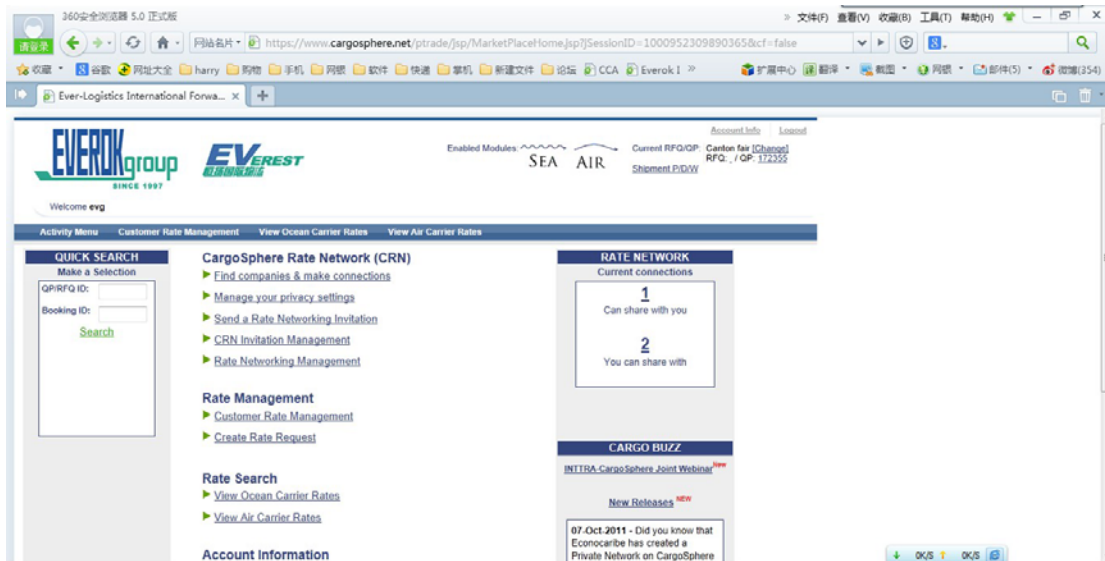 360安全浏览器 5.0 正式版
» 文件(F) 查看(V) 收藏(B) 工具(T) 帮助(H)
请登录
网站名片 https://www.cargosphere.net/ptrade/jsp/MarketPlaceHome.jsp?JSessionID=1000952309890365&cf=false
收藏 谷歌 网址大全 harry 购物 手机 网银 软件 快递 掌机 新建文件 论坛 CCA Everok I » 扩展中心 翻译 截图 网银 邮件(5) 微博(354)
Ever-Logistics International Forwa...
Account Info | Logout
EVEROKgroup
SINCE 1997
EVEREST
Enabled Modules:
SEA AIR
Current RFQ/QP: Canton fair [Change]
RFQ: , / QP: 172355
Shipment P/D/W
Welcome evg
Activity Menu Customer Rate Management View Ocean Carrier Rates View Air Carrier Rates
QUICK SEARCH
Make a Selection
QP/RFQ ID:
Booking ID:
Search
CargoSphere Rate Network (CRN)
Find companies & make connections
Manage your privacy settings
Send a Rate Networking Invitation
CRN Invitation Management
Rate Networking Management
Rate Management
Customer Rate Management
Create Rate Request
Rate Search
View Ocean Carrier Rates
View Air Carrier Rates
Account Information
RATE NETWORK
Current connections
1
Can share with you
2
You can share with
CARGO BUZZ
INTTRA-CargoSphere Joint Webinar New
New Releases NEW
07-Oct-2011 - Did you know that
Econocaribe has created a
Private Network on CargoSphere
0K/S 0K/S